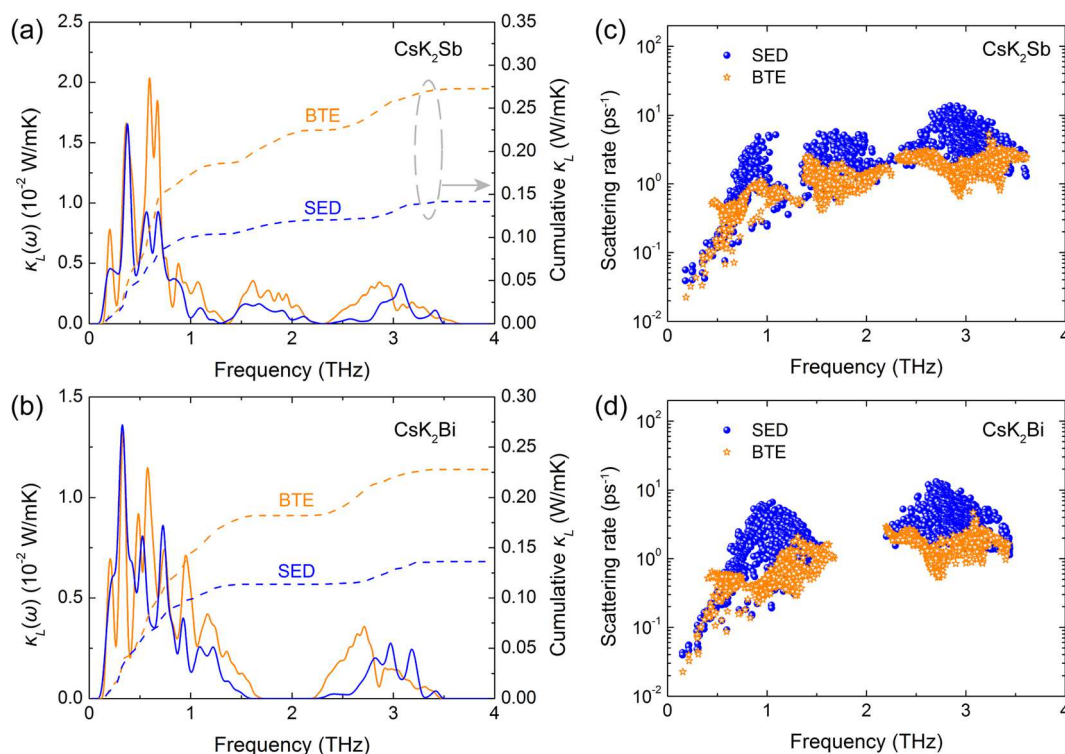 (a)
CsK₂Sb
BTE
SED
2.5
2.0
1.5
1.0
0.5
0.0
κL(ω) (10⁻² W/mK)
0.35
0.30
0.25
0.20
0.15
0.10
0.05
0.00
Cumulative κL (W/mK)
0 1 2 3 4
Frequency (THz)
(c)
SED
BTE
CsK₂Sb
10²
10¹
10⁰
10⁻¹
10⁻²
Scattering rate (ps⁻¹)
0 1 2 3 4
Frequency (THz)
(b)
CsK₂Bi
BTE
SED
1.5
1.0
0.5
0.0
κL(ω) (10⁻² W/mK)
0.30
0.25
0.20
0.15
0.10
0.05
0.00
Cumulative κL (W/mK)
0 1 2 3 4
Frequency (THz)
(d)
SED
BTE
CsK₂Bi
10²
10¹
10⁰
10⁻¹
10⁻²
Scattering rate (ps⁻¹)
0 1 2 3 4
Frequency (THz)